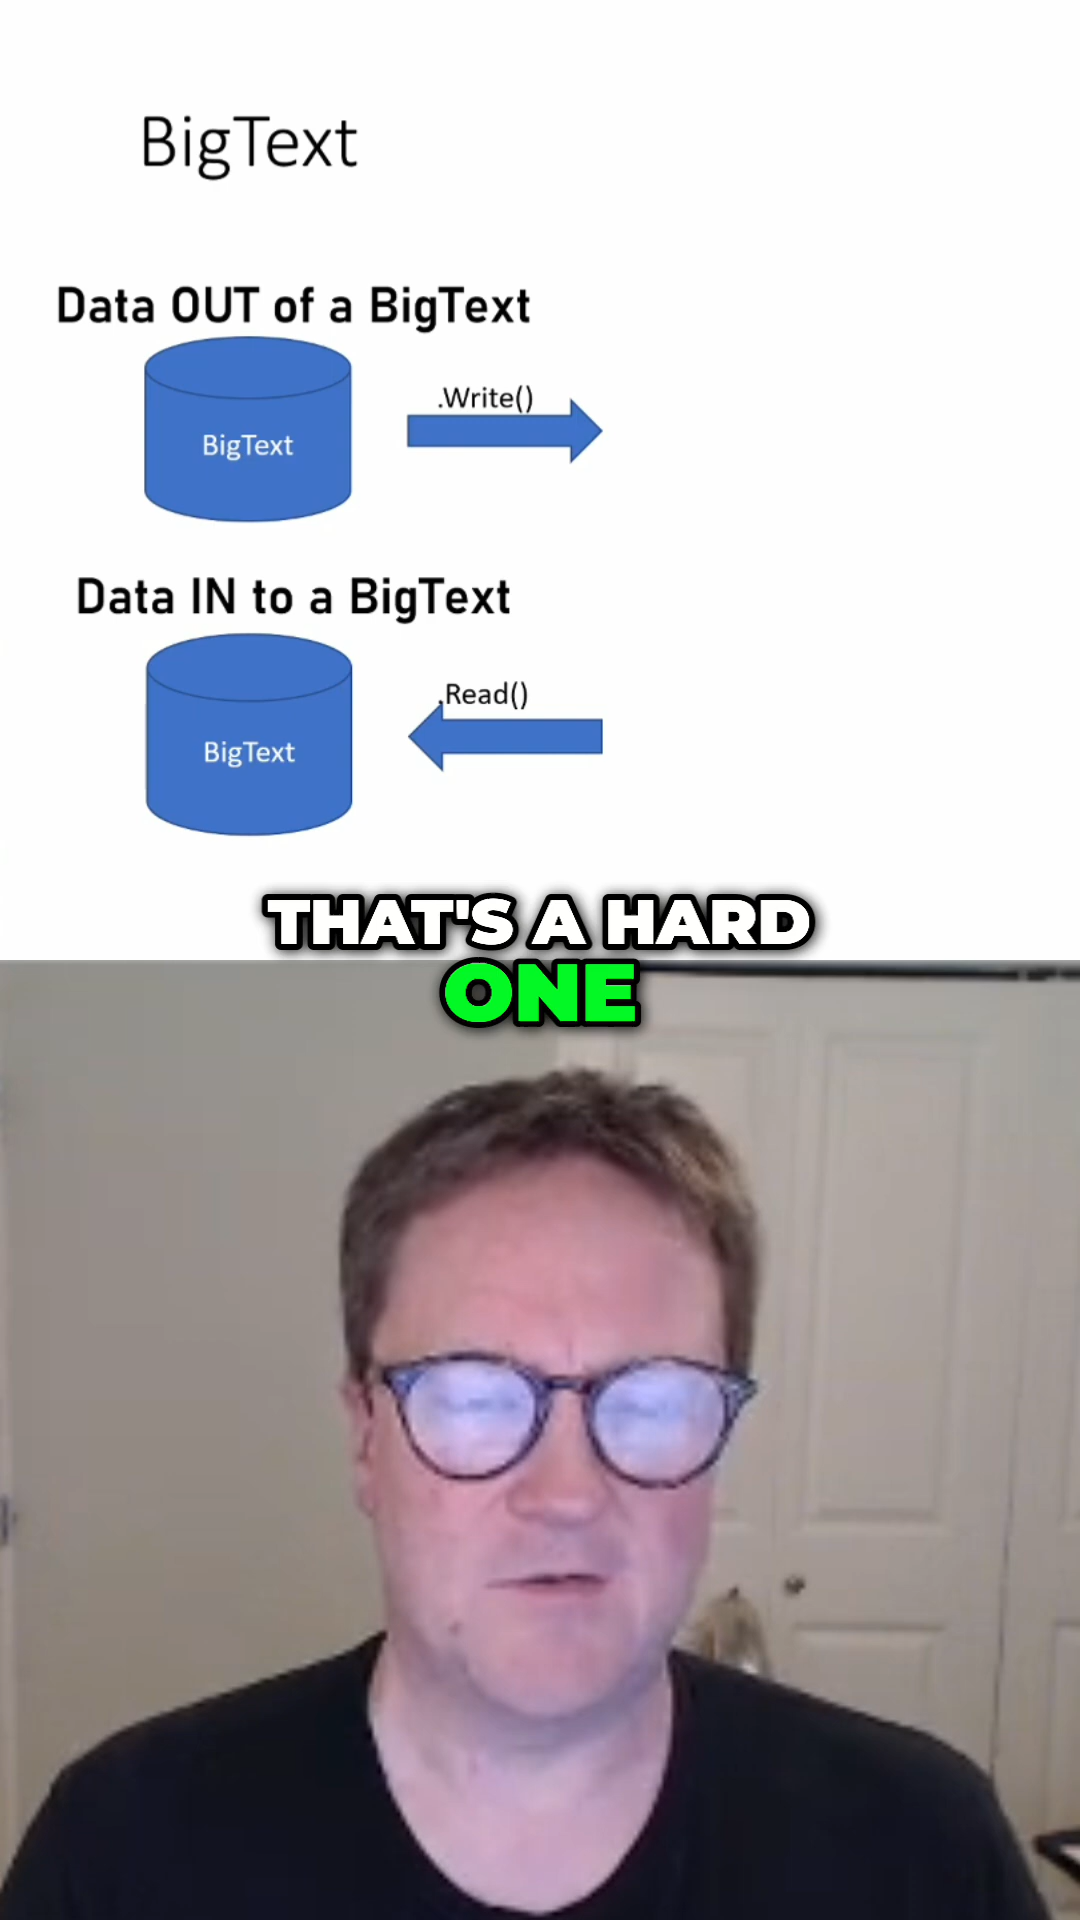 BigText
Data OUT of a BigText
.Write()
BigText
Data IN to a BigText
.Read()
BigText
THAT'S A HARD
ONE